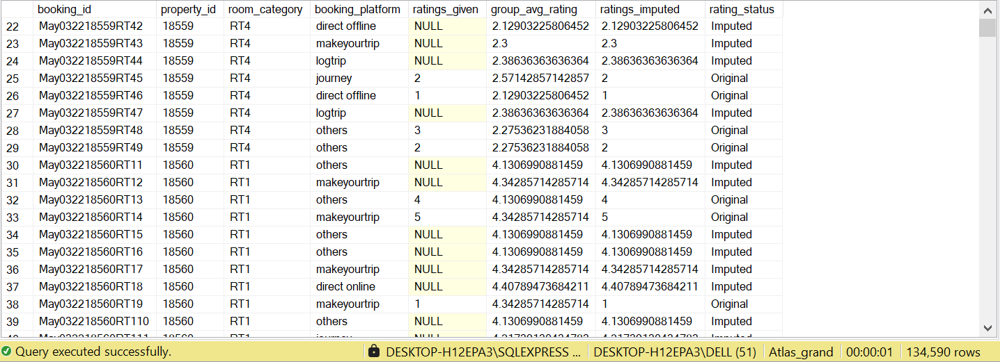 booking_id property_id room_category booking_platform ratings_given group_avg_rating ratings_imputed rating_status
22 May032218559RT42 18559 RT4 direct offline NULL 2.12903225806452 2.12903225806452 Imputed
23 May032218559RT43 18559 RT4 makeyourtrip NULL 2.3 2.3 Imputed
24 May032218559RT44 18559 RT4 logtrip NULL 2.38636363636364 2.38636363636364 Imputed
25 May032218559RT45 18559 RT4 journey 2 2.57142857142857 2 Original
26 May032218559RT46 18559 RT4 direct offline 1 2.12903225806452 1 Original
27 May032218559RT47 18559 RT4 logtrip NULL 2.38636363636364 2.38636363636364 Imputed
28 May032218559RT48 18559 RT4 others 3 2.27536231884058 3 Original
29 May032218559RT49 18559 RT4 others 2 2.27536231884058 2 Original
30 May032218560RT11 18560 RT1 others NULL 4.1306990881459 4.1306990881459 Imputed
31 May032218560RT12 18560 RT1 makeyourtrip NULL 4.34285714285714 4.34285714285714 Imputed
32 May032218560RT13 18560 RT1 others 4 4.1306990881459 4 Original
33 May032218560RT14 18560 RT1 makeyourtrip 5 4.34285714285714 5 Original
34 May032218560RT15 18560 RT1 others NULL 4.1306990881459 4.1306990881459 Imputed
35 May032218560RT16 18560 RT1 others NULL 4.1306990881459 4.1306990881459 Imputed
36 May032218560RT17 18560 RT1 makeyourtrip NULL 4.34285714285714 4.34285714285714 Imputed
37 May032218560RT18 18560 RT1 direct online NULL 4.40789473684211 4.40789473684211 Imputed
38 May032218560RT19 18560 RT1 makeyourtrip 1 4.34285714285714 1 Original
39 May032218560RT110 18560 RT1 others NULL 4.1306990881459 4.1306990881459 Imputed
Query executed successfully. DESKTOP-H12EPA3\SQLEXPRESS ... DESKTOP-H12EPA3\DELL (51) Atlas_grand 00:00:01 134,590 rows